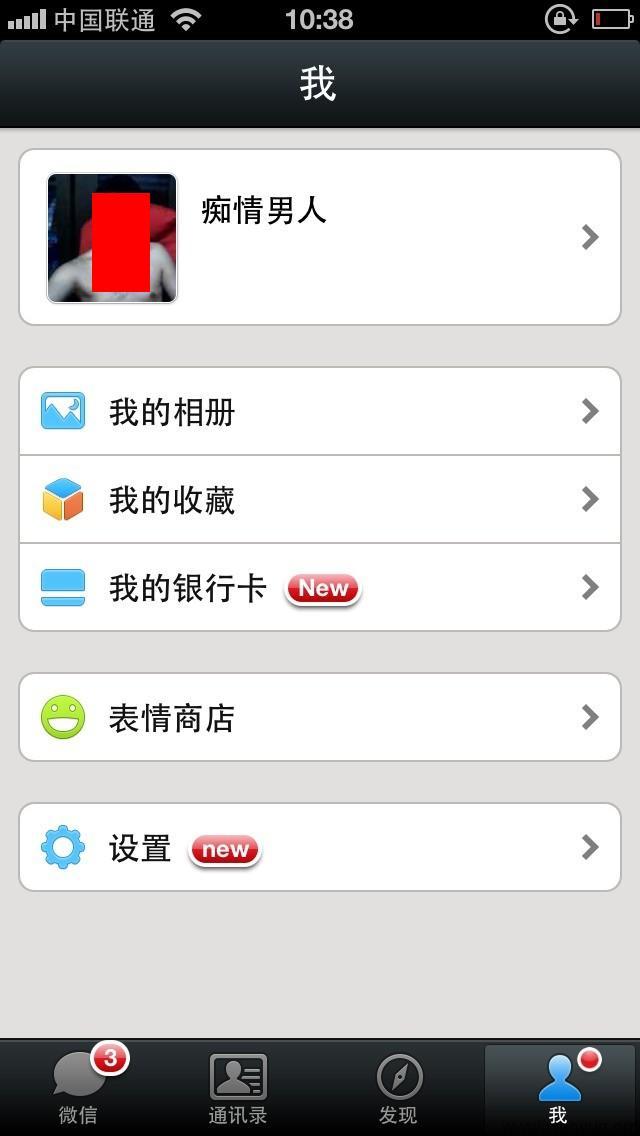 中国联通 10:38
我
痴情男人
我的相册
我的收藏
我的银行卡 New
表情商店
设置 new
3
微信 通讯录 发现 我